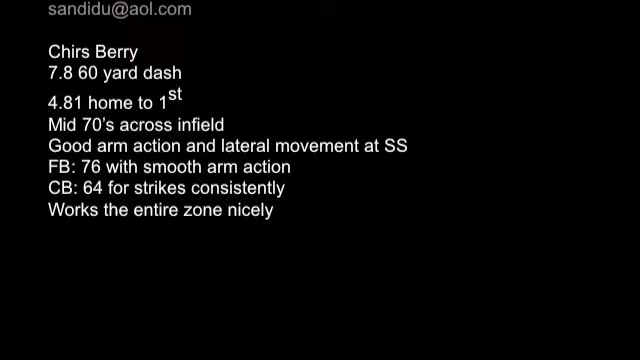 sandidu@aol.com
Chirs Berry
7.8 60 yard dash
4.81 home to 1st
Mid 70's across infield
Good arm action and lateral movement at SS
FB: 76 with smooth arm action
CB: 64 for strikes consistently
Works the entire zone nicely